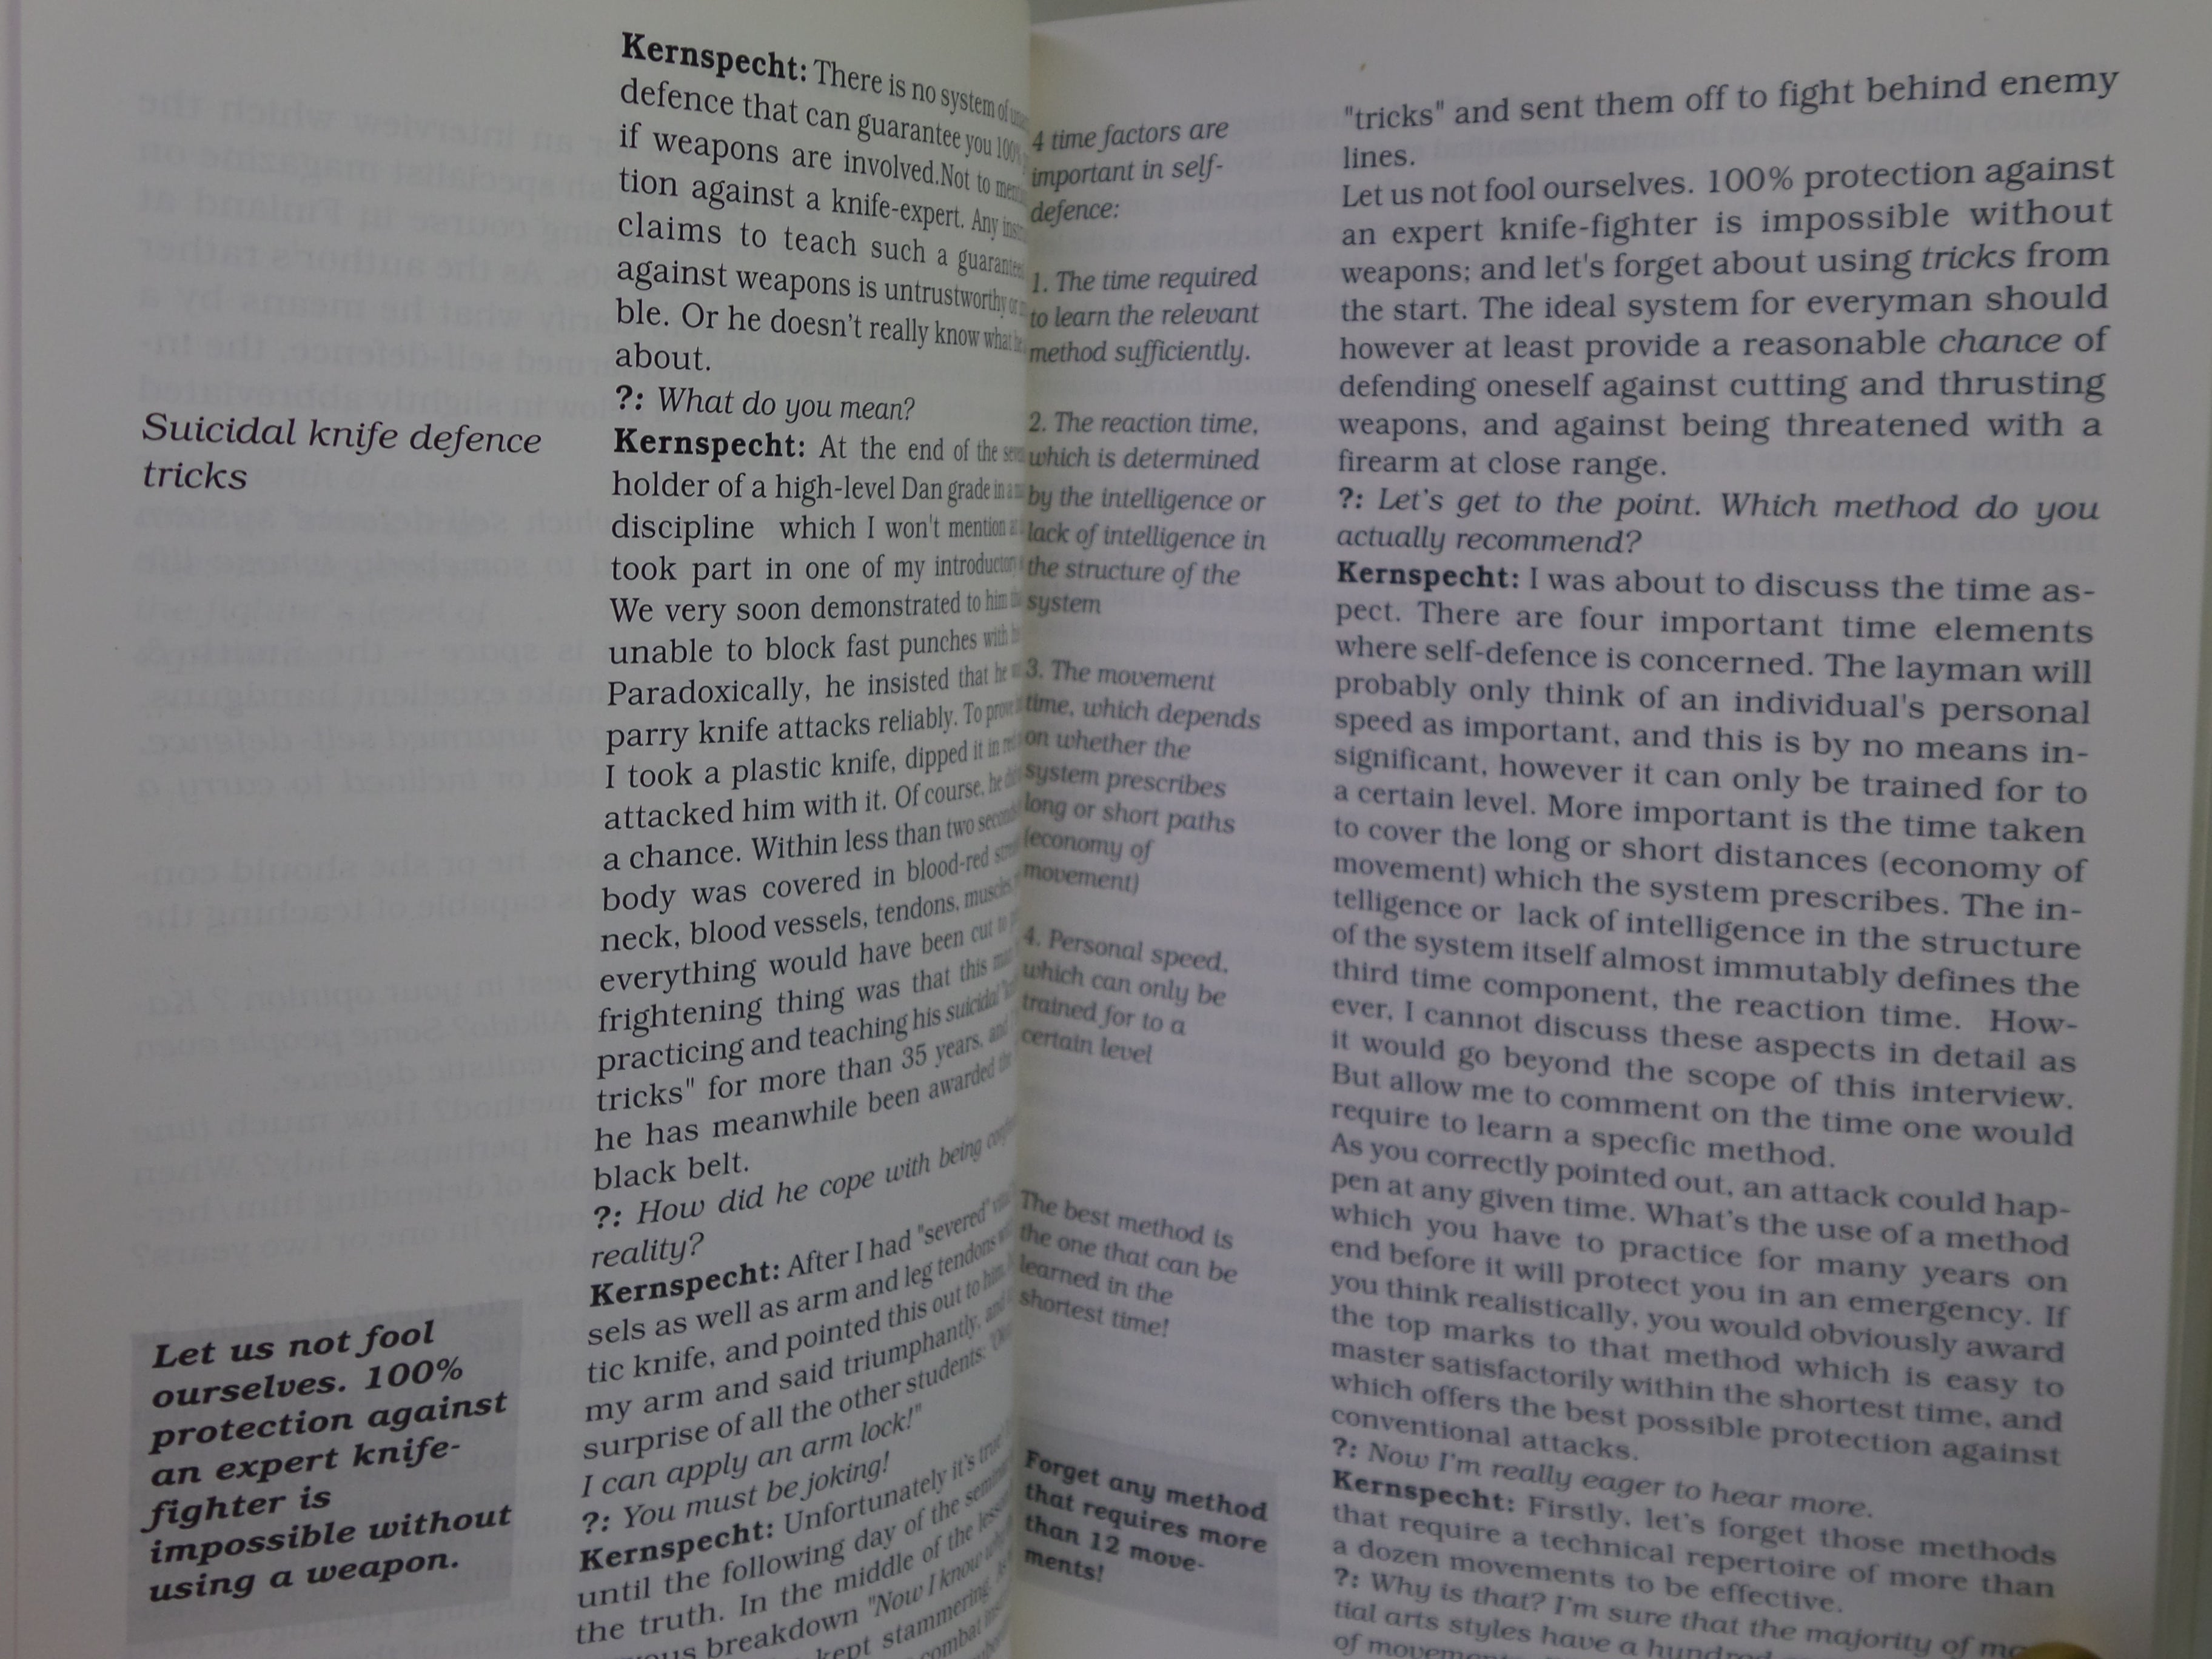 Suicidal knife defence
tricks
Let us not fool
ourselves. 100%
protection against
an expert knife-
fighter is
impossible without
using a weapon.
Kernspecht: There is no system of
defence that can guarantee you 100%
if weapons are involved.Not to
tion against a knife-expert. Any
claims to teach such a guarantee
against weapons is untrustworthy or
ble. Or he doesn't really know what
about.
?: What do you mean?
Kernspecht: At the end of the
holder of a high-level Dan grade in a
discipline which I won't mention
took part in one of my introductory
We very soon demonstrated to him
unable to block fast punches with
Paradoxically, he insisted that he
parry knife attacks reliably. To prove
I took a plastic knife, dipped it in
attacked him with it. Of course, he
a chance. Within less than two seconds
body was covered in blood-red
neck, blood vessels, tendons, muscles
everything would have been cut to
frightening thing was that this
practicing and teaching his suicidal
tricks" for more than 35 years, and
he has meanwhile been awarded
black belt.
?: How did he cope with being
reality?
Kernspecht: After I had "severed"
sels as well as arm and leg tendons
tic knife, and pointed this out to him
my arm and said triumphantly, and
surprise of all the other students:
I can apply an arm lock!"
?: You must be joking!
Kernspecht: Unfortunately it's true
until the following day of the
the truth. In the middle of the
breakdown "Now I know
kept stammering.
combat
4 time factors are
important in self-
defence:
1. The time required
to learn the relevant
method sufficiently.
2. The reaction time,
which is determined
by the intelligence or
lack of intelligence in
the structure of the
system
3. The movement
time, which depends
on whether the
system prescribes
long or short paths
(economy of
movement)
4. Personal speed,
which can only be
trained for to a
certain level
The best method is
the one that can be
learned in the
shortest time!
Forget any method
that requires more
than 12 move-
ments!
"tricks" and sent them off to fight behind enemy
lines.
Let us not fool ourselves. 100% protection against
an expert knife-fighter is impossible without
weapons; and let's forget about using tricks from
the start. The ideal system for everyman should
however at least provide a reasonable chance of
defending oneself against cutting and thrusting
weapons, and against being threatened with a
firearm at close range.
?: Let's get to the point. Which method do you
actually recommend?
Kernspecht: I was about to discuss the time as-
pect. There are four important time elements
where self-defence is concerned. The layman will
probably only think of an individual's personal
speed as important, and this is by no means in-
significant, however it can only be trained for to
a certain level. More important is the time taken
to cover the long or short distances (economy of
movement) which the system prescribes. The in-
telligence or lack of intelligence in the structure
of the system itself almost immutably defines the
third time component, the reaction time. How-
ever, I cannot discuss these aspects in detail as
it would go beyond the scope of this interview.
But allow me to comment on the time one would
require to learn a specfic method.
As you correctly pointed out, an attack could hap-
pen at any given time. What's the use of a method
which you have to practice for many years on
end before it will protect you in an emergency. If
you think realistically, you would obviously award
the top marks to that method which is easy to
master satisfactorily within the shortest time, and
which offers the best possible protection against
conventional attacks.
?: Now I'm really eager to hear more.
Kernspecht: Firstly, let's forget those methods
that require a technical repertoire of more than
a dozen movements to be effective.
?: Why is that? I'm sure that the majority of
tial arts styles have a
of